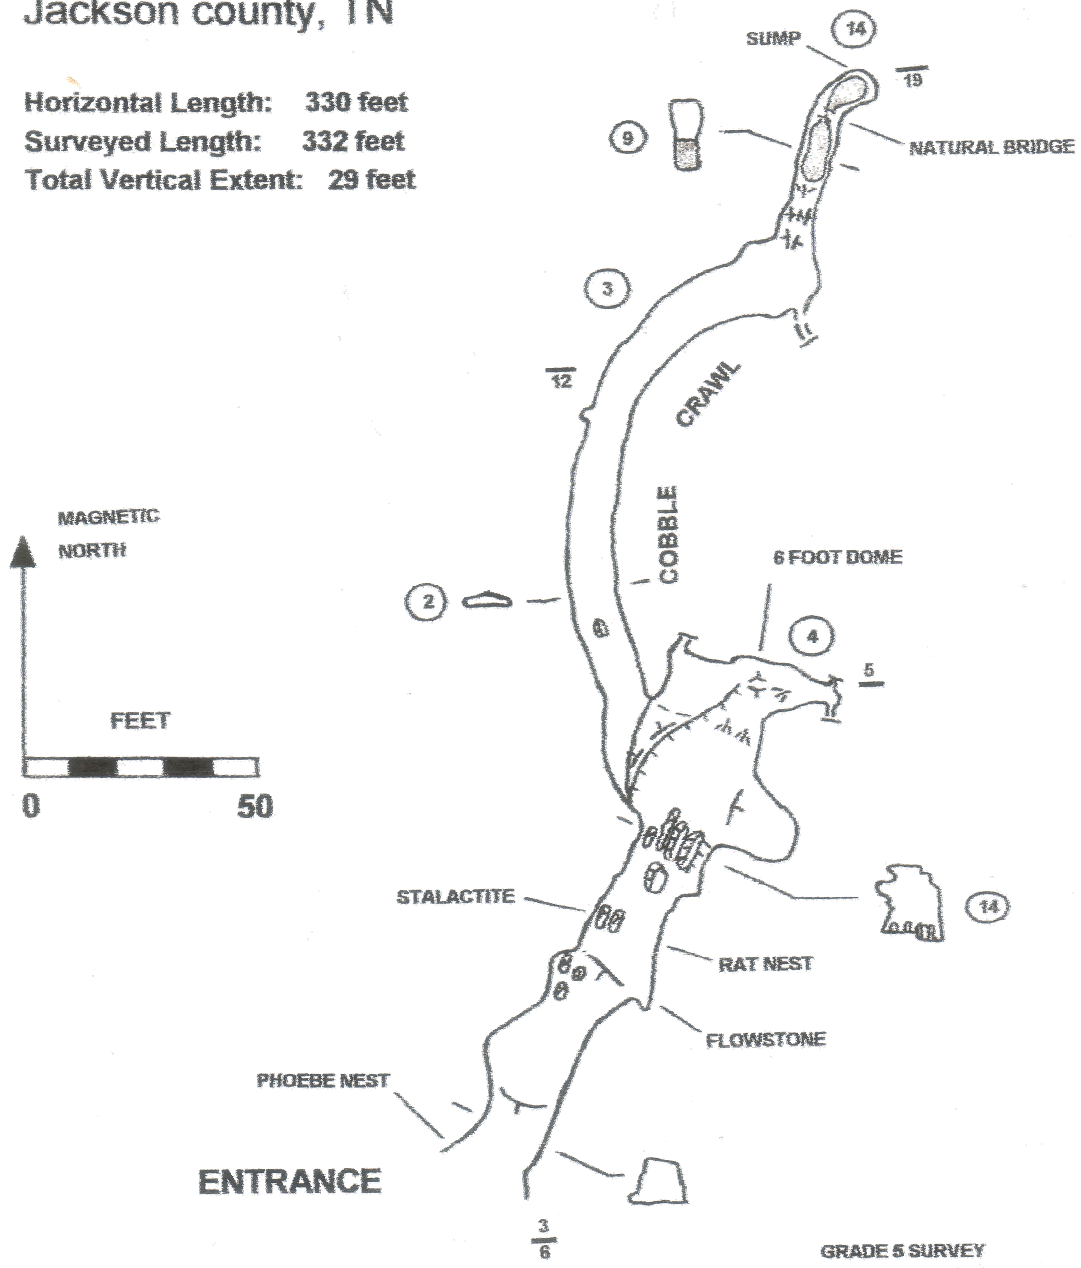 Jackson county, TN
14
SUMP
19
Horizontal Length: 330 feet
Surveyed Length: 332 feet
Total Vertical Extent: 29 feet
9
NATURAL BRIDGE
3
12
CRAWL
COBBLE
MAGNETIC
NORTH
6 FOOT DOME
2
4
5
FEET
0 50
STALACTITE
14
RAT NEST
FLOWSTONE
PHOEBE NEST
ENTRANCE
3
6
GRADE 5 SURVEY